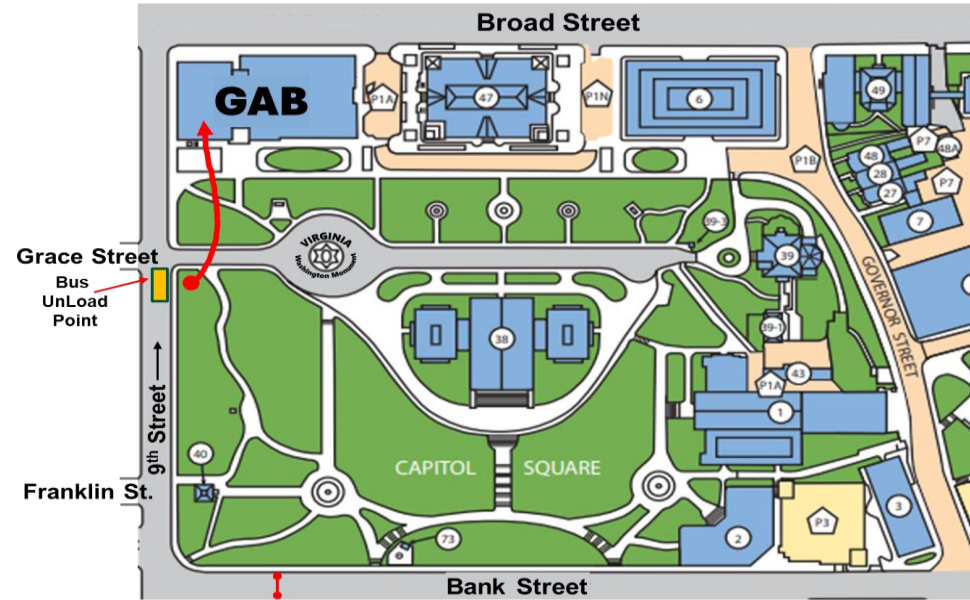 Broad Street
GAB
P1A
47
P1N
6
49
P1B
P7
48A
48
28
27
P7
7
39-3
VIRGINIA
Washington Monument
39
Grace Street
Bus
UnLoad
Point
GOVERNOR STREET
38
39-1
43
P1A
1
9th Street
40
CAPITOL SQUARE
Franklin St.
3
P3
2
73
Bank Street